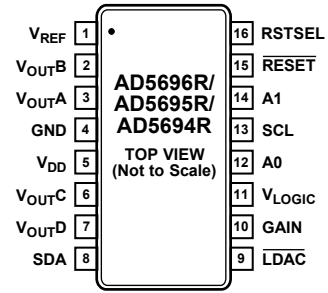 VREF 1
VOUTB 2
VOUTA 3
GND 4
VDD 5
VOUTC 6
VOUTD 7
SDA 8
AD5696R/
AD5695R/
AD5694R
TOP VIEW
(Not to Scale)
16 RSTSEL
15 RESET
14 A1
13 SCL
12 A0
11 VLOGIC
10 GAIN
9 LDAC